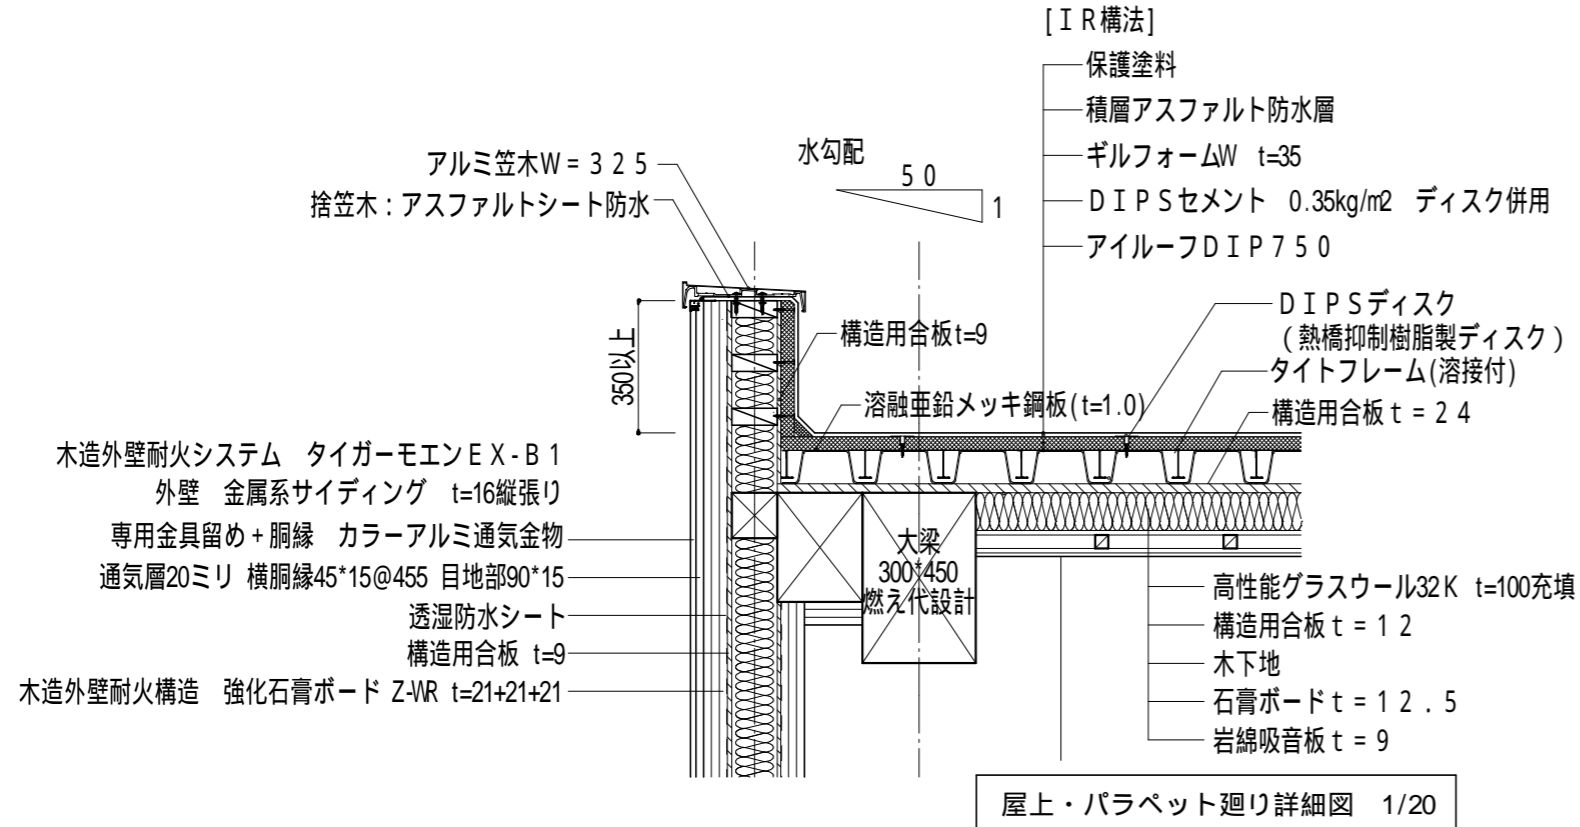 [ＩＲ構法]
保護塗料
積層アスファルト防水層
ギルフォームW t=35
ＤＩＰＳセメント 0.35kg/m2 ディスク併用
アイルーフＤＩＰ７５０
水勾配
５０
1
アルミ笠木Ｗ=３２５
捨笠木:アスファルトシート防水
350以上
構造用合板t=9
溶融亜鉛メッキ鋼板(t=1.0)
ＤＩＰＳディスク
(熱橋抑制樹脂製ディスク)
タイトフレーム(溶接付)
構造用合板ｔ=２４
木造外壁耐火システム タイガーモエンＥＸ-Ｂ１
外壁 金属系サイディング t=16縦張り
専用金具留め+胴縁 カラーアルミ通気金物
通気層20ミリ 横胴縁45*15@455 目地部90*15
透湿防水シート
構造用合板 t=9
木造外壁耐火構造 強化石膏ボード Z-WR t=21+21+21
大梁
300*450
燃え代設計
高性能グラスウール32Ｋ t=100充填
構造用合板ｔ=１２
木下地
石膏ボードｔ=１２.５
岩綿吸音板ｔ=９
屋上・パラペット廻り詳細図 1/20